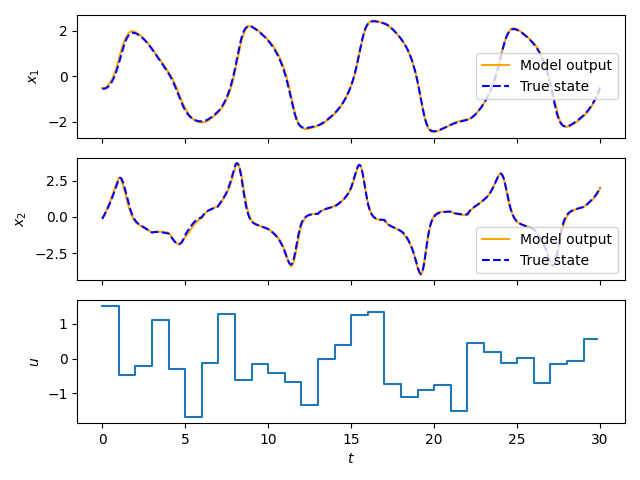 2
0
−2
x₁
Model output
True state
2.5
0.0
−2.5
x₂
Model output
True state
1
0
−1
u
0 5 10 15 20 25 30
t